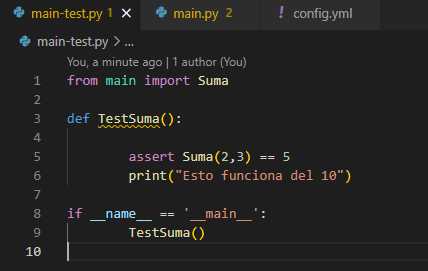 main-test.py 1 × main.py 2 ! config.yml
main-test.py > ...
You, a minute ago | 1 author (You)
1 from main import Suma
2
3 def TestSuma():
4
5 assert Suma(2,3) == 5
6 print("Esto funciona del 10")
7
8 if __name__ == '__main__':
9 TestSuma()
10